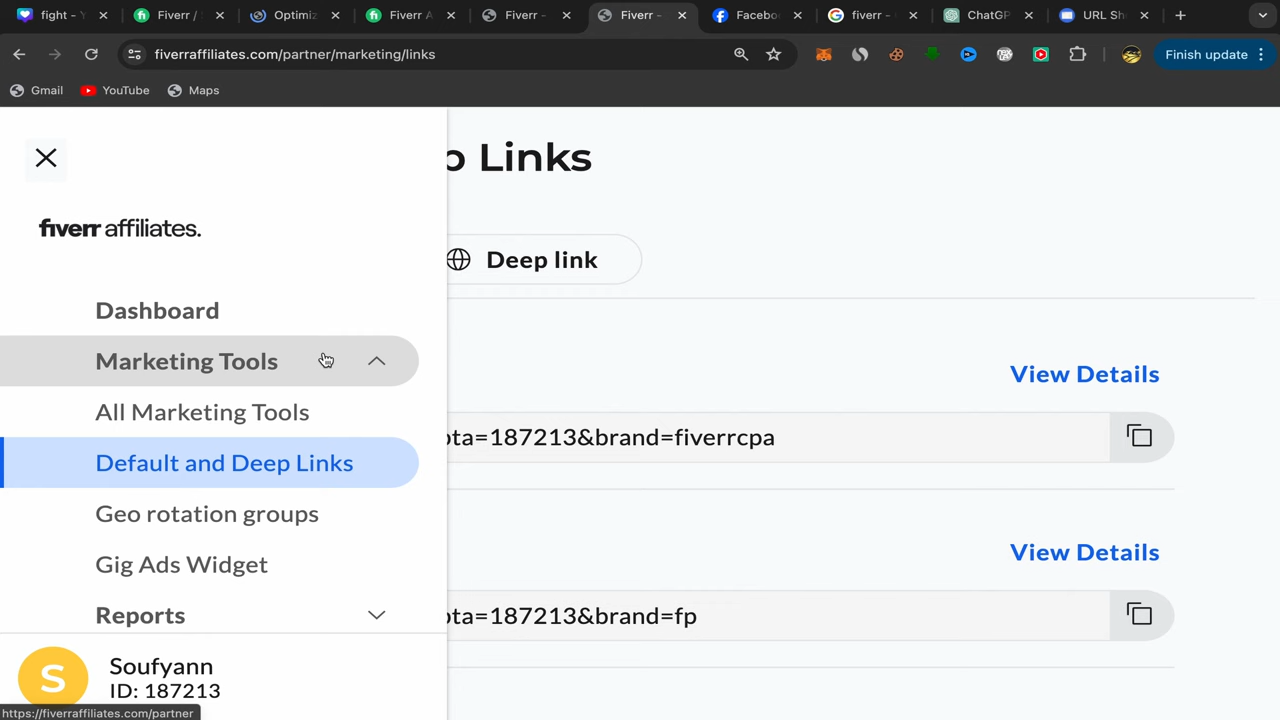 fight - Y
Fiverr / S
Optimiz
Fiverr A
Fiverr -
Fiverr -
Faceboo
fiverr -
ChatGP
URL Sh
fiverraffiliates.com/partner/marketing/links
Finish update
Gmail
YouTube
Maps
o Links
fiverr affiliates.
Deep link
Dashboard
Marketing Tools
View Details
All Marketing Tools
bta=187213&brand=fiverrcpa
Default and Deep Links
Geo rotation groups
View Details
Gig Ads Widget
Reports
bta=187213&brand=fp
S
Soufyann
ID: 187213
https://fiverraffiliates.com/partner